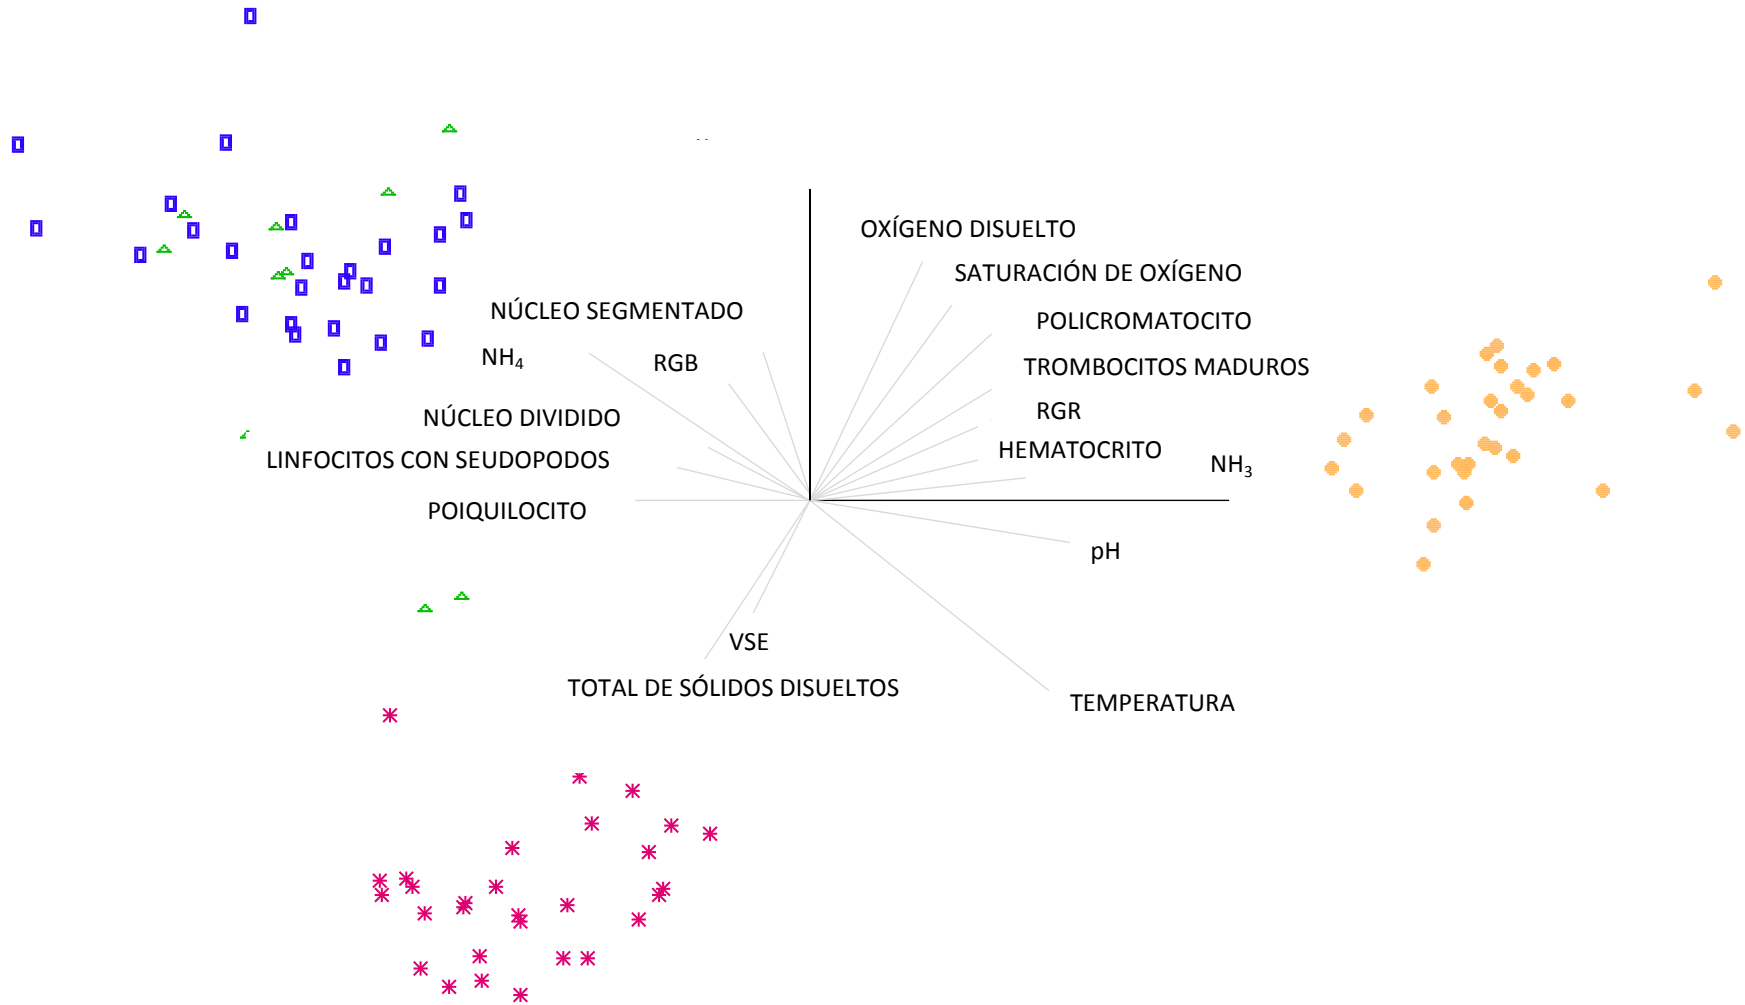 OXÍGENO DISUELTO
SATURACIÓN DE OXÍGENO
NÚCLEO SEGMENTADO
POLICROMATOCITO
NH₄
RGB
TROMBOCITOS MADUROS
NÚCLEO DIVIDIDO
RGR
LINFOCITOS CON SEUDOPODOS
HEMATOCRITO
NH₃
POIQUILOCITO
pH
VSE
TOTAL DE SÓLIDOS DISUELTOS
TEMPERATURA